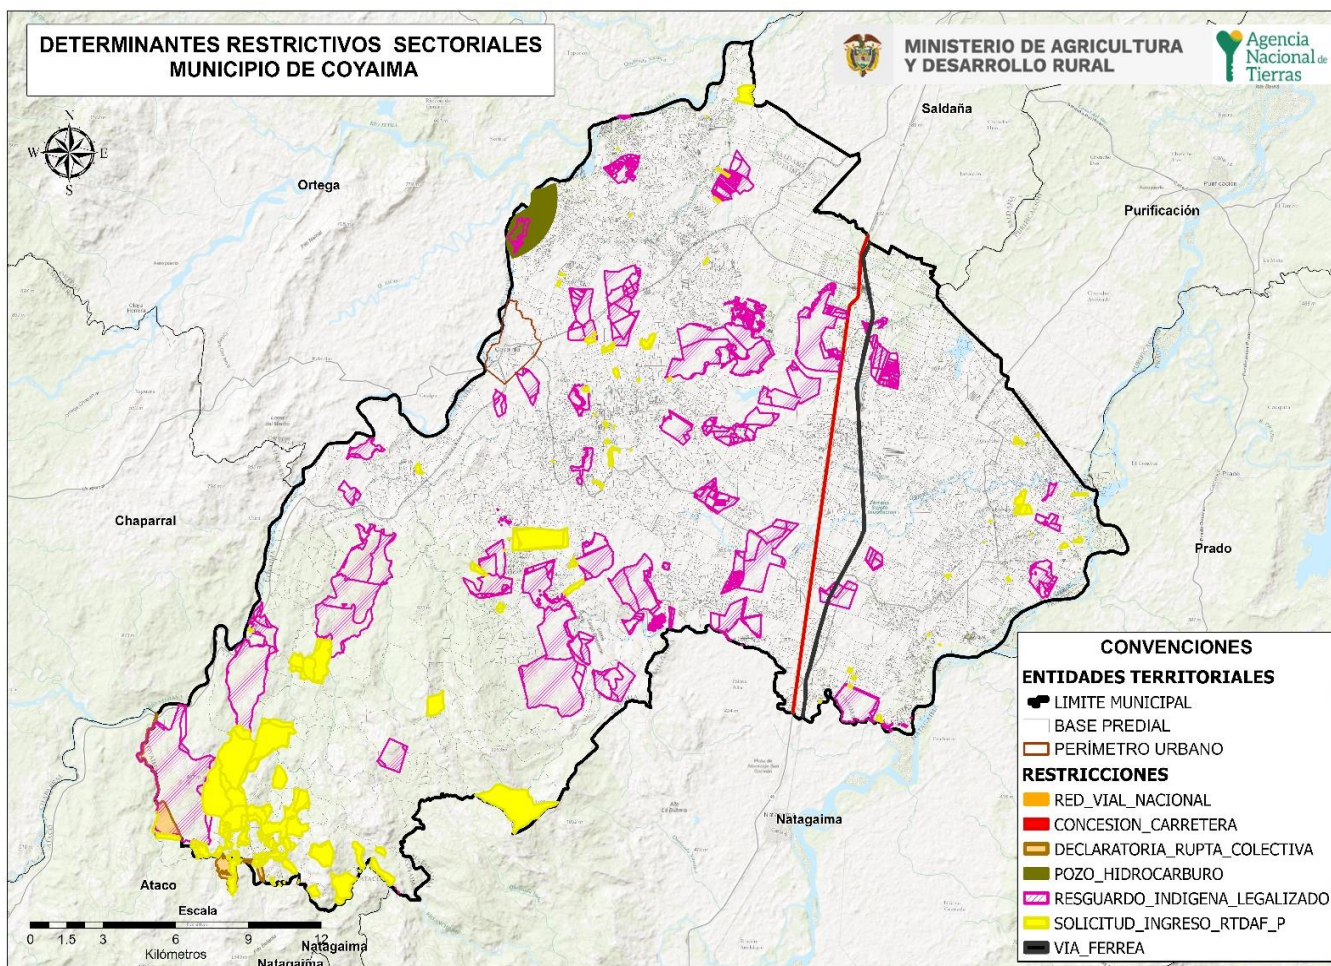 DETERMINANTES RESTRICTIVOS SECTORIALES
MUNICIPIO DE COYAIMA
MINISTERIO DE AGRICULTURA
Y DESARROLLO RURAL
Agencia
Nacional de
Tierras
N
W E
S
Saldaña
Ortega
Purificación
Chaparral
Prado
Natagaima
Ataco
Escala
0 1.5 3 6 9 12
Kilómetros
Natagaima
Natagaima
CONVENCIONES
ENTIDADES TERRITORIALES
LIMITE MUNICIPAL
BASE PREDIAL
PERÍMETRO URBANO
RESTRICCIONES
RED_VIAL_NACIONAL
CONCESION_CARRETERA
DECLARATORIA_RUPTA_COLECTIVA
POZO_HIDROCARBURO
RESGUARDO_INDIGENA_LEGALIZADO
SOLICITUD_INGRESO_RTDAF_P
VIA_FERREA